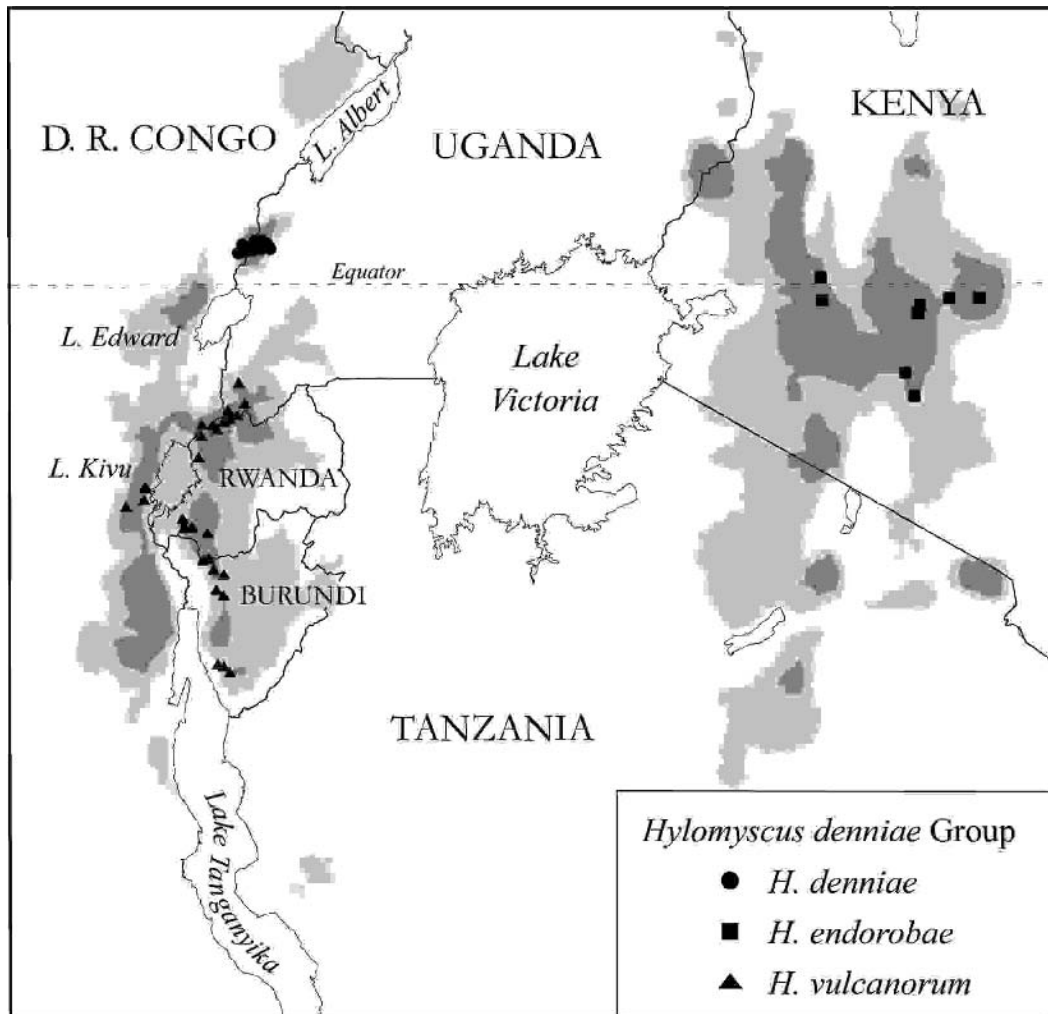 KENYA
D. R. CONGO
L. Albert
UGANDA
Equator
L. Edward
Lake
Victoria
L. Kivu
RWANDA
BURUNDI
TANZANIA
Lake Tanganyika
Hylomyscus denniae Group
H. denniae
H. endorobae
H. vulcanorum